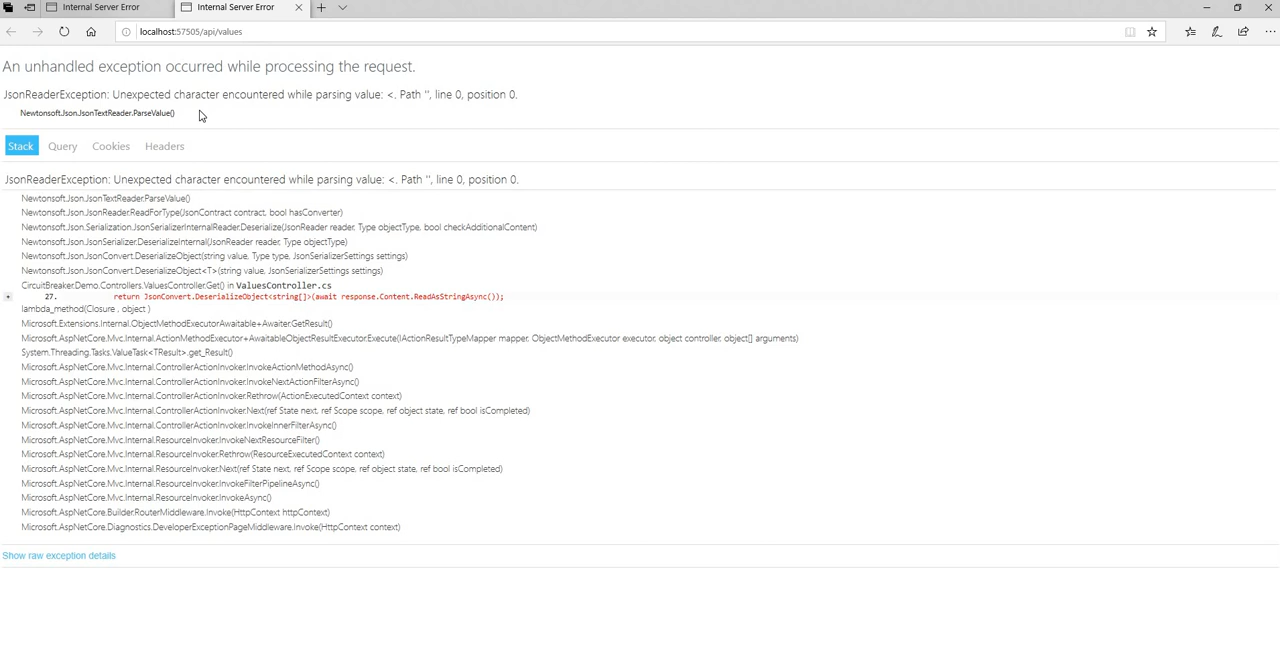 Internal Server Error
Internal Server Error
localhost:57505/api/values
An unhandled exception occurred while processing the request.
JsonReaderException: Unexpected character encountered while parsing value: <. Path '', line 0, position 0.
Newtonsoft.Json.JsonTextReader.ParseValue()
Stack Query Cookies Headers
JsonReaderException: Unexpected character encountered while parsing value: <. Path '', line 0, position 0.
Newtonsoft.Json.JsonTextReader.ParseValue()
Newtonsoft.Json.JsonReader.ReadForType(JsonContract contract, bool hasConverter)
Newtonsoft.Json.Serialization.JsonSerializerInternalReader.Deserialize(JsonReader reader, Type objectType, bool checkAdditionalContent)
Newtonsoft.Json.JsonSerializer.DeserializeInternal(JsonReader reader, Type objectType)
Newtonsoft.Json.JsonConvert.DeserializeObject(string value, Type type, JsonSerializerSettings settings)
Newtonsoft.Json.JsonConvert.DeserializeObject<T>(string value, JsonSerializerSettings settings)
CircuitBreaker.Demo.Controllers.ValuesController.Get() in ValuesController.cs
+ 27. return JsonConvert.DeserializeObject<string[]>(await response.Content.ReadAsStringAsync());
lambda_method(Closure , object )
Microsoft.Extensions.Internal.ObjectMethodExecutorAwaitable+Awaiter.GetResult()
Microsoft.AspNetCore.Mvc.Internal.ActionMethodExecutor+AwaitableObjectResultExecutor.Execute(IActionResultTypeMapper mapper, ObjectMethodExecutor executor, object controller, object[] arguments)
System.Threading.Tasks.ValueTask<TResult>.get_Result()
Microsoft.AspNetCore.Mvc.Internal.ControllerActionInvoker.InvokeActionMethodAsync()
Microsoft.AspNetCore.Mvc.Internal.ControllerActionInvoker.InvokeNextActionFilterAsync()
Microsoft.AspNetCore.Mvc.Internal.ControllerActionInvoker.Rethrow(ActionExecutedContext context)
Microsoft.AspNetCore.Mvc.Internal.ControllerActionInvoker.Next(ref State next, ref Scope scope, ref object state, ref bool isCompleted)
Microsoft.AspNetCore.Mvc.Internal.ControllerActionInvoker.InvokeInnerFilterAsync()
Microsoft.AspNetCore.Mvc.Internal.ResourceInvoker.InvokeNextResourceFilter()
Microsoft.AspNetCore.Mvc.Internal.ResourceInvoker.Rethrow(ResourceExecutedContext context)
Microsoft.AspNetCore.Mvc.Internal.ResourceInvoker.Next(ref State next, ref Scope scope, ref object state, ref bool isCompleted)
Microsoft.AspNetCore.Mvc.Internal.ResourceInvoker.InvokeFilterPipelineAsync()
Microsoft.AspNetCore.Mvc.Internal.ResourceInvoker.InvokeAsync()
Microsoft.AspNetCore.Builder.RouterMiddleware.Invoke(HttpContext httpContext)
Microsoft.AspNetCore.Diagnostics.DeveloperExceptionPageMiddleware.Invoke(HttpContext context)
Show raw exception details